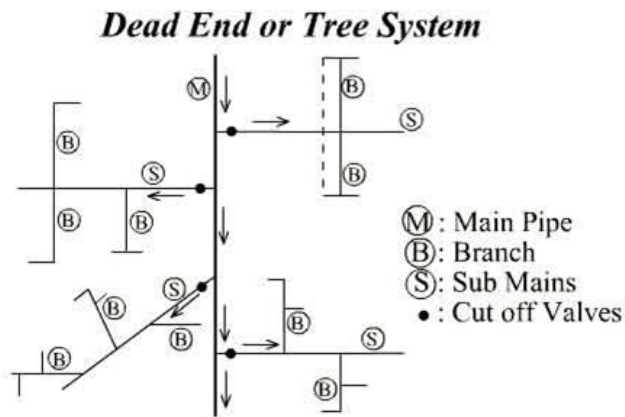 Dead End or Tree System
M
B
S
B
B
S
B
B
M : Main Pipe
B : Branch
S : Sub Mains
• : Cut off Valves
S
B
B
B
S
B
B